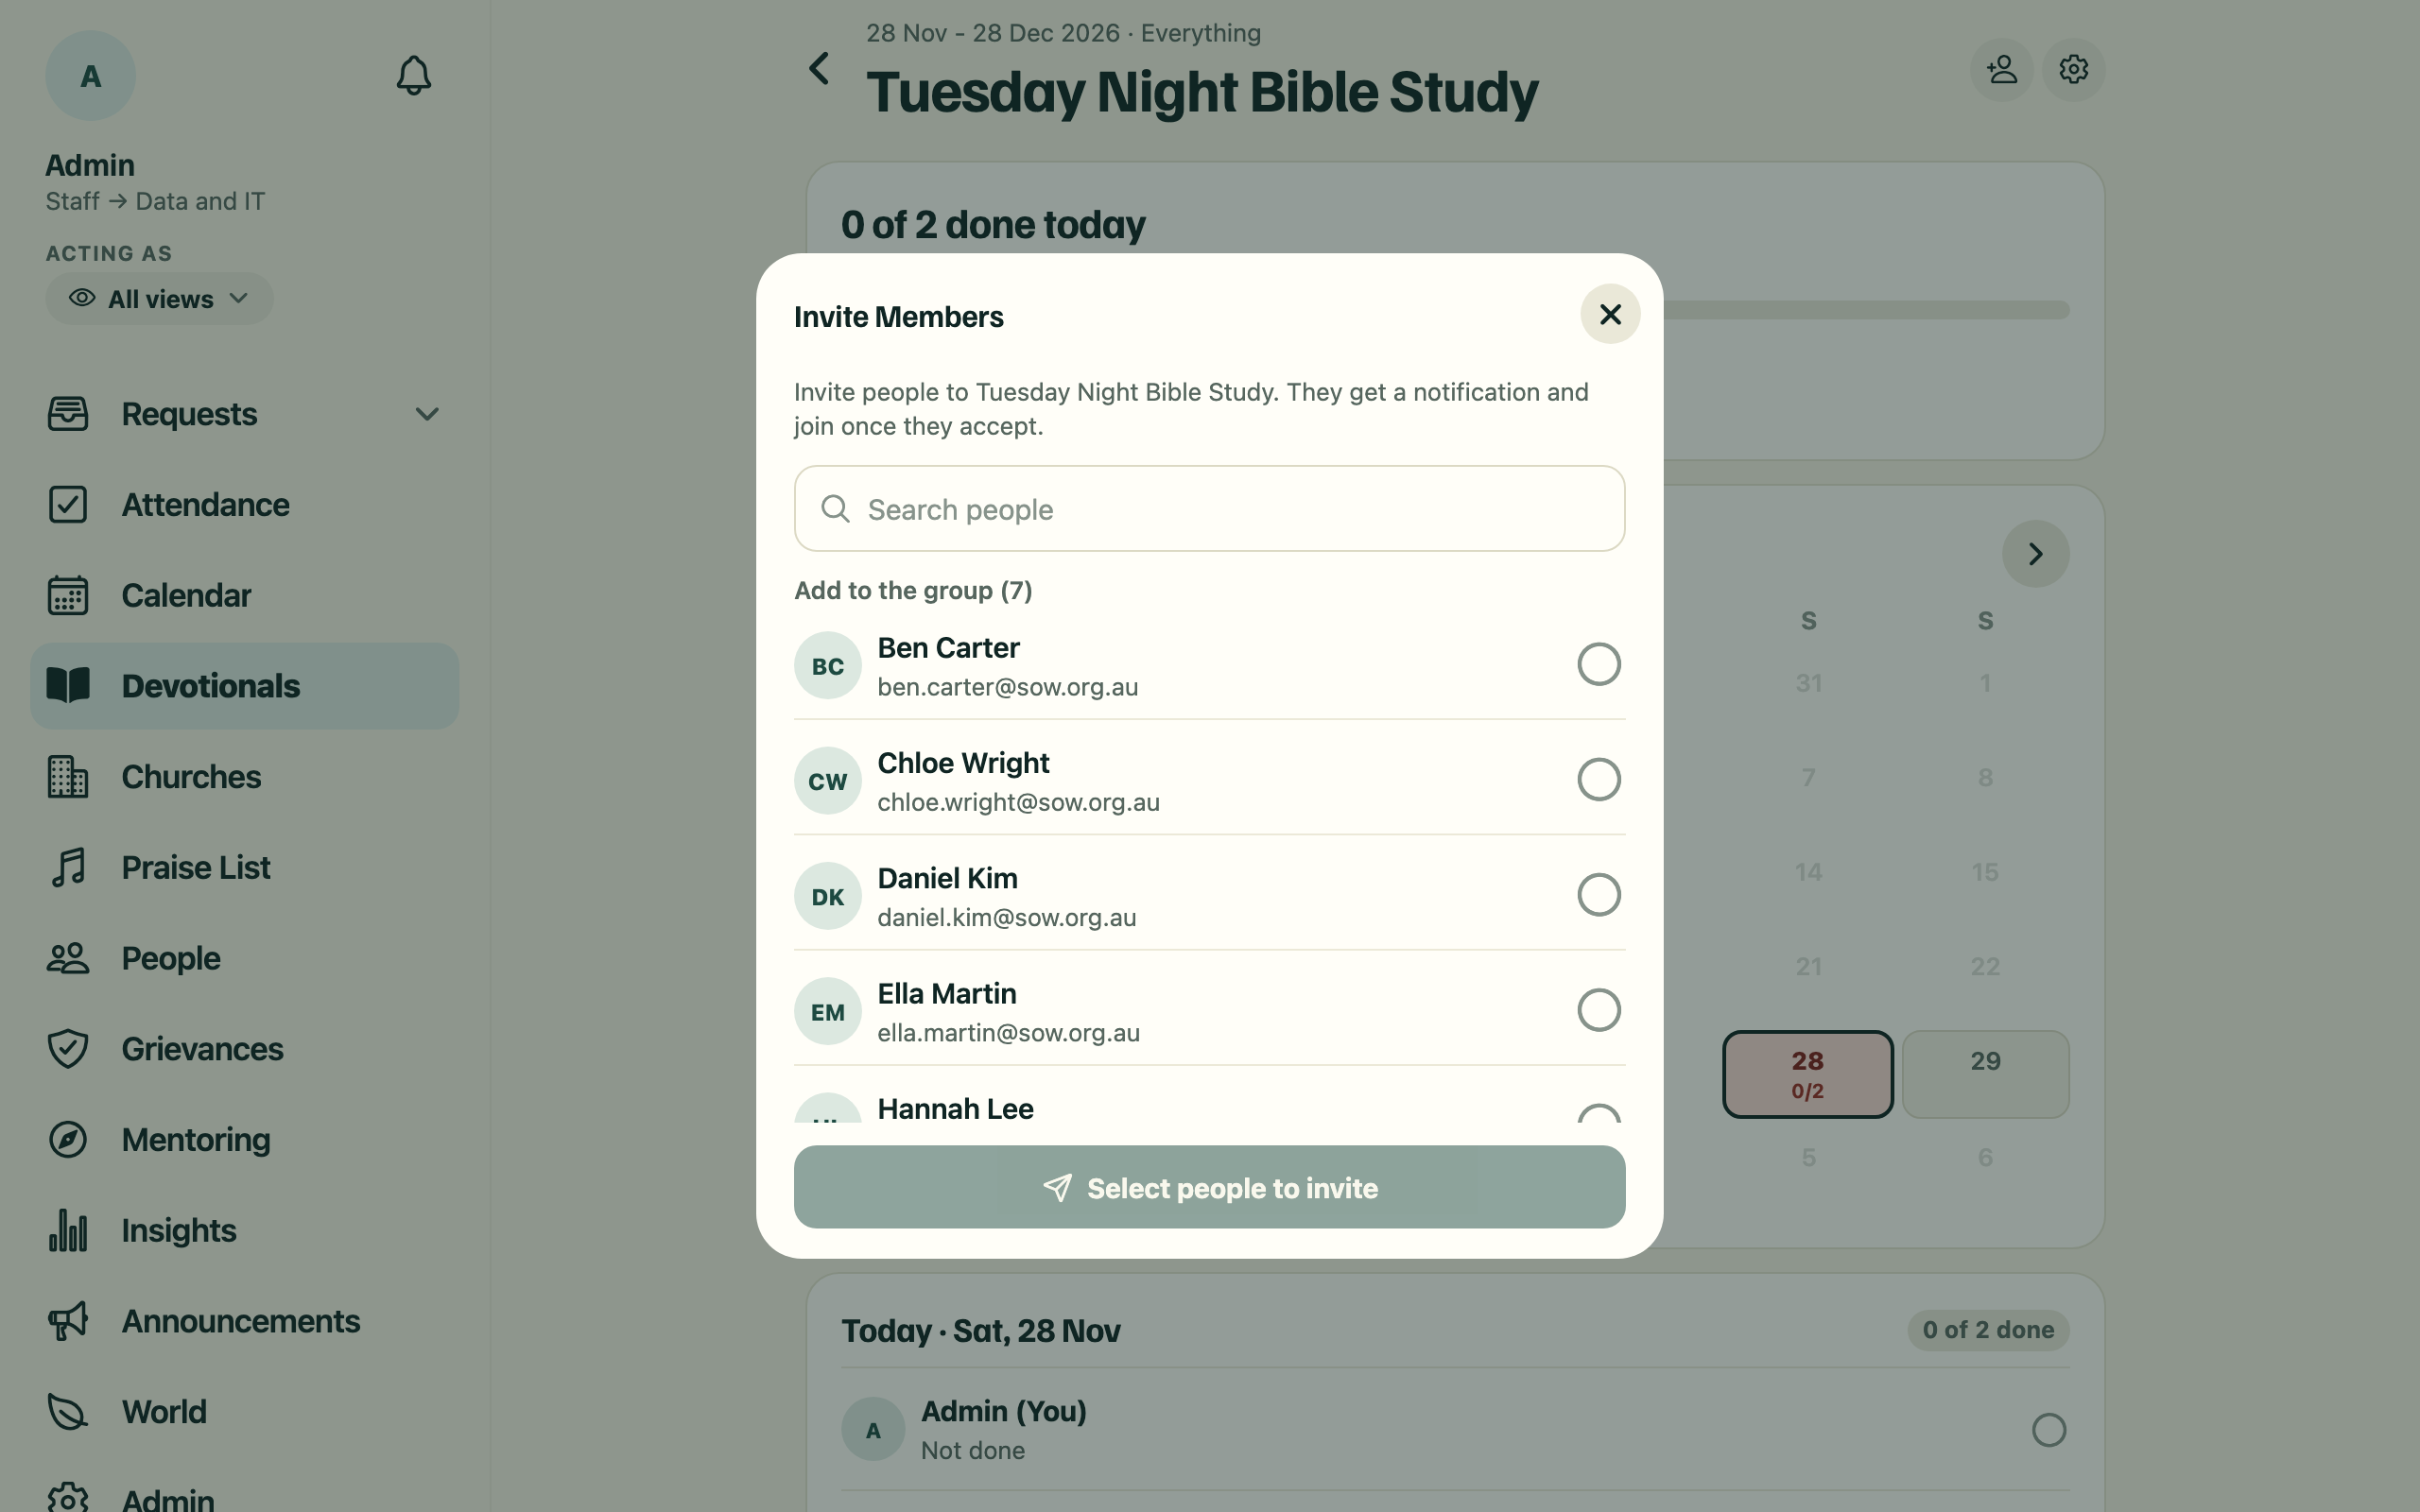 A
Admin
Staff → Data and IT
ACTING AS
All views
Requests
Attendance
Calendar
Devotionals
Churches
Praise List
People
Grievances
Mentoring
Insights
Announcements
World
Admin
28 Nov - 28 Dec 2026 · Everything
Tuesday Night Bible Study
0 of 2 done today
Invite Members
Invite people to Tuesday Night Bible Study. They get a notification and
join once they accept.
Search people
Add to the group (7)
BC
Ben Carter
ben.carter@sow.org.au
CW
Chloe Wright
chloe.wright@sow.org.au
DK
Daniel Kim
daniel.kim@sow.org.au
EM
Ella Martin
ella.martin@sow.org.au
Hannah Lee
Select people to invite
S S
31 1
7 8
14 15
21 22
28 29
0/2
5 6
Today · Sat, 28 Nov
0 of 2 done
A
Admin (You)
Not done